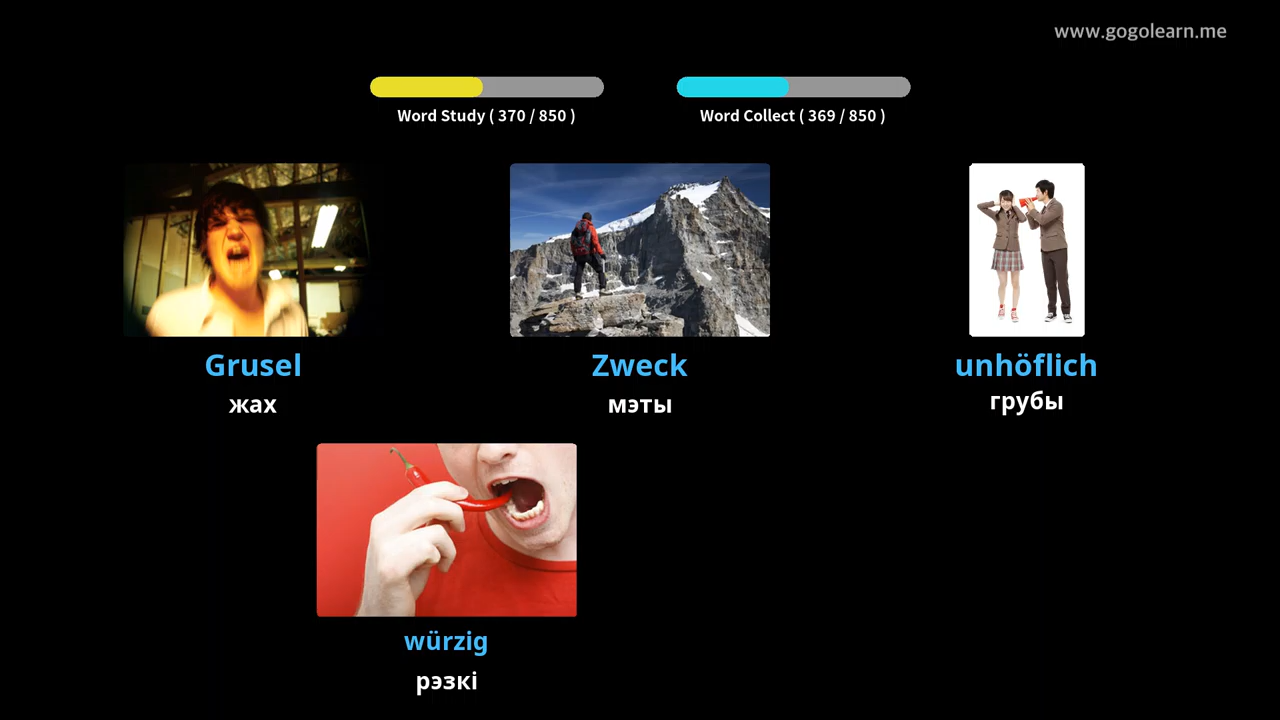 www.gogolearn.me
Word Study ( 370 / 850 )
Word Collect ( 369 / 850 )
Grusel
жах
Zweck
мэты
unhöflich
грубы
würzig
рэзкі